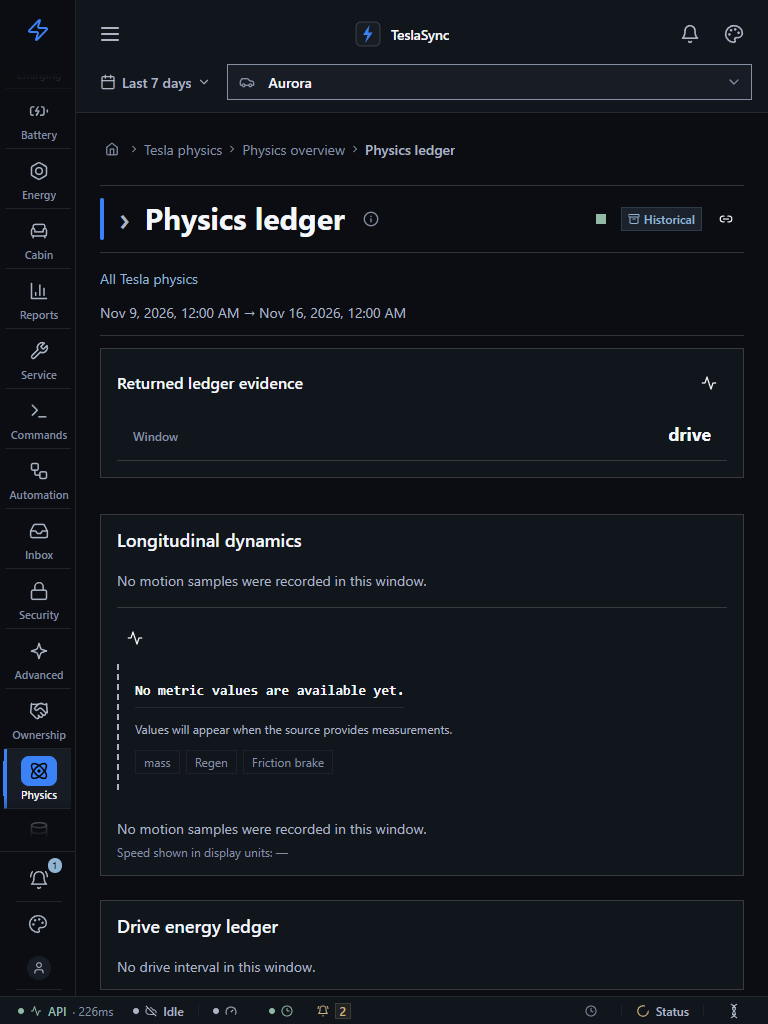 TeslaSync
Last 7 days
Aurora
Charging
Battery
Energy
Cabin
Reports
Service
Commands
Automation
Inbox
Security
Advanced
Ownership
Physics
1
Tesla physics
Physics overview
Physics ledger
Physics ledger
Historical
All Tesla physics
Nov 9, 2026, 12:00 AM → Nov 16, 2026, 12:00 AM
Returned ledger evidence
Window
drive
Longitudinal dynamics
No motion samples were recorded in this window.
No metric values are available yet.
Values will appear when the source provides measurements.
mass
Regen
Friction brake
No motion samples were recorded in this window.
Speed shown in display units: —
Drive energy ledger
No drive interval in this window.
API · 226ms
Idle
2
Status